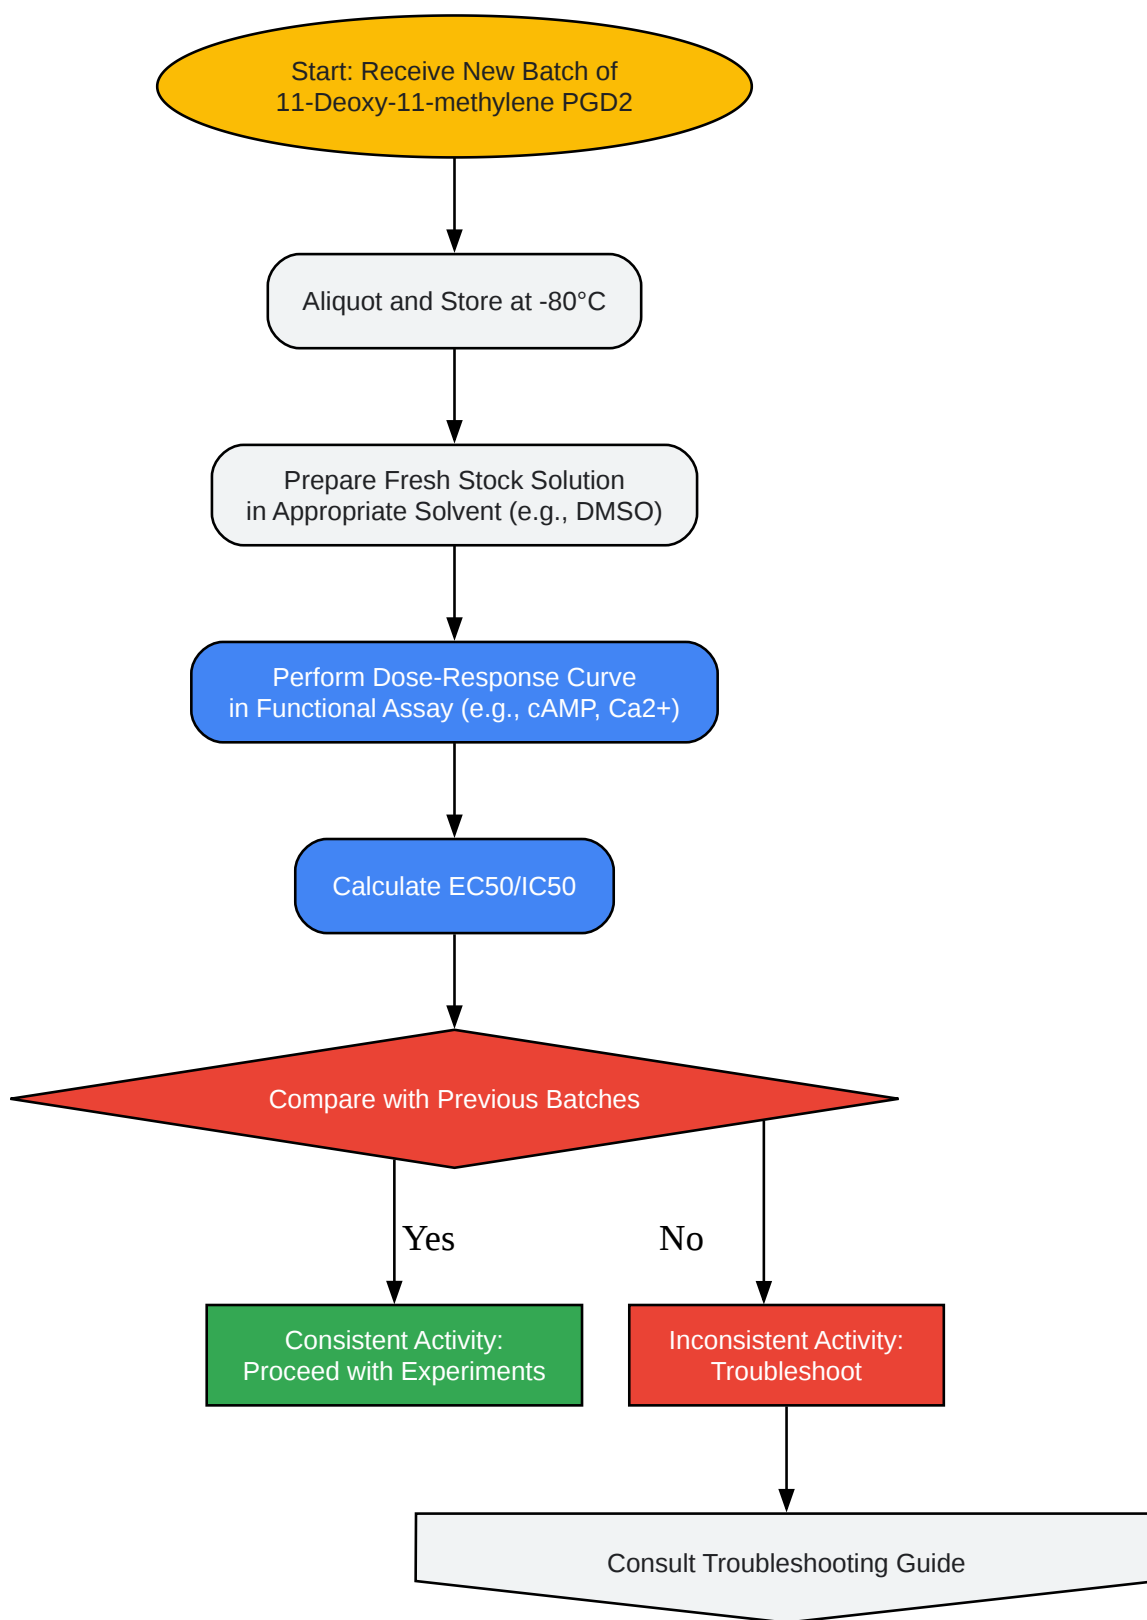 Start: Receive New Batch of
11-Deoxy-11-methylene PGD2
Aliquot and Store at -80°C
Prepare Fresh Stock Solution
in Appropriate Solvent (e.g., DMSO)
Perform Dose-Response Curve
in Functional Assay (e.g., cAMP, Ca2+)
Calculate EC50/IC50
Compare with Previous Batches
Yes
No
Consistent Activity:
Proceed with Experiments
Inconsistent Activity:
Troubleshoot
Consult Troubleshooting Guide